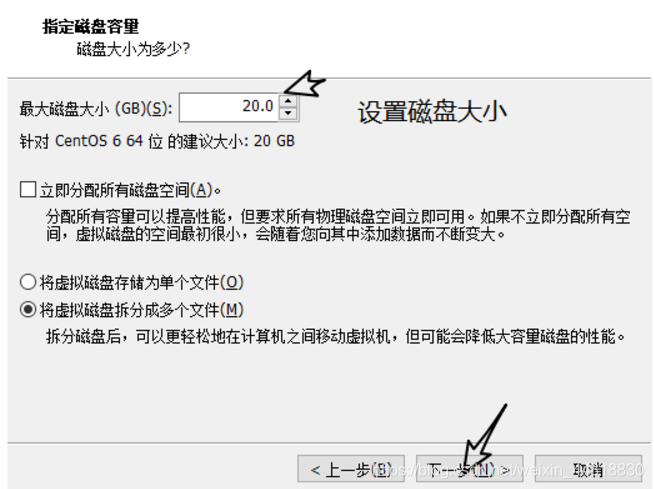 指定磁盘容量
磁盘大小为多少?
最大磁盘大小 (GB)(S): 20.0 设置磁盘大小
针对 CentOS 6 64 位 的建议大小: 20 GB
立即分配所有磁盘空间(A)。
分配所有容量可以提高性能，但要求所有物理磁盘空间立即可用。如果不立即分配所有空
间，虚拟磁盘的空间最初很小，会随着您向其中添加数据而不断变大。
将虚拟磁盘存储为单个文件(O)
将虚拟磁盘拆分成多个文件(M)
拆分磁盘后，可以更轻松地在计算机之间移动虚拟机，但可能会降低大容量磁盘的性能。
< 上一步(B) 下一步(N) > 取消